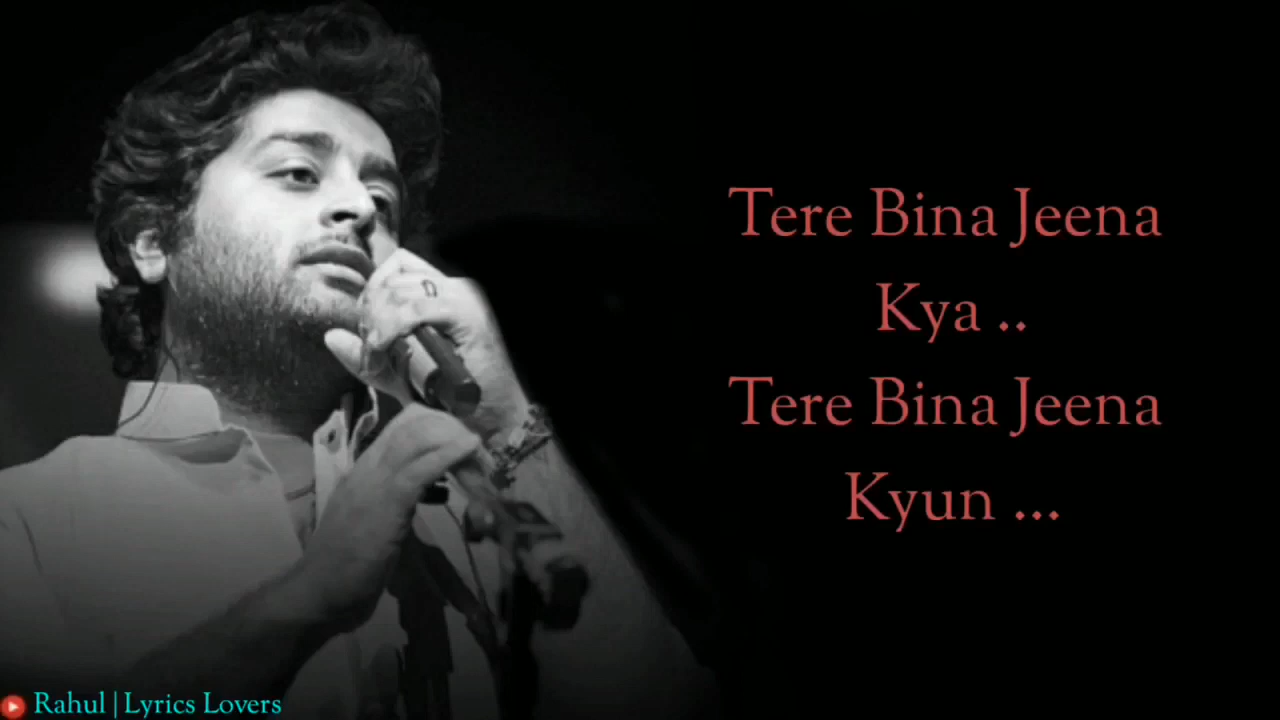 Tere Bina Jeena
Kya ..
Tere Bina Jeena
Kyun ...
Rahul | Lyrics Lovers